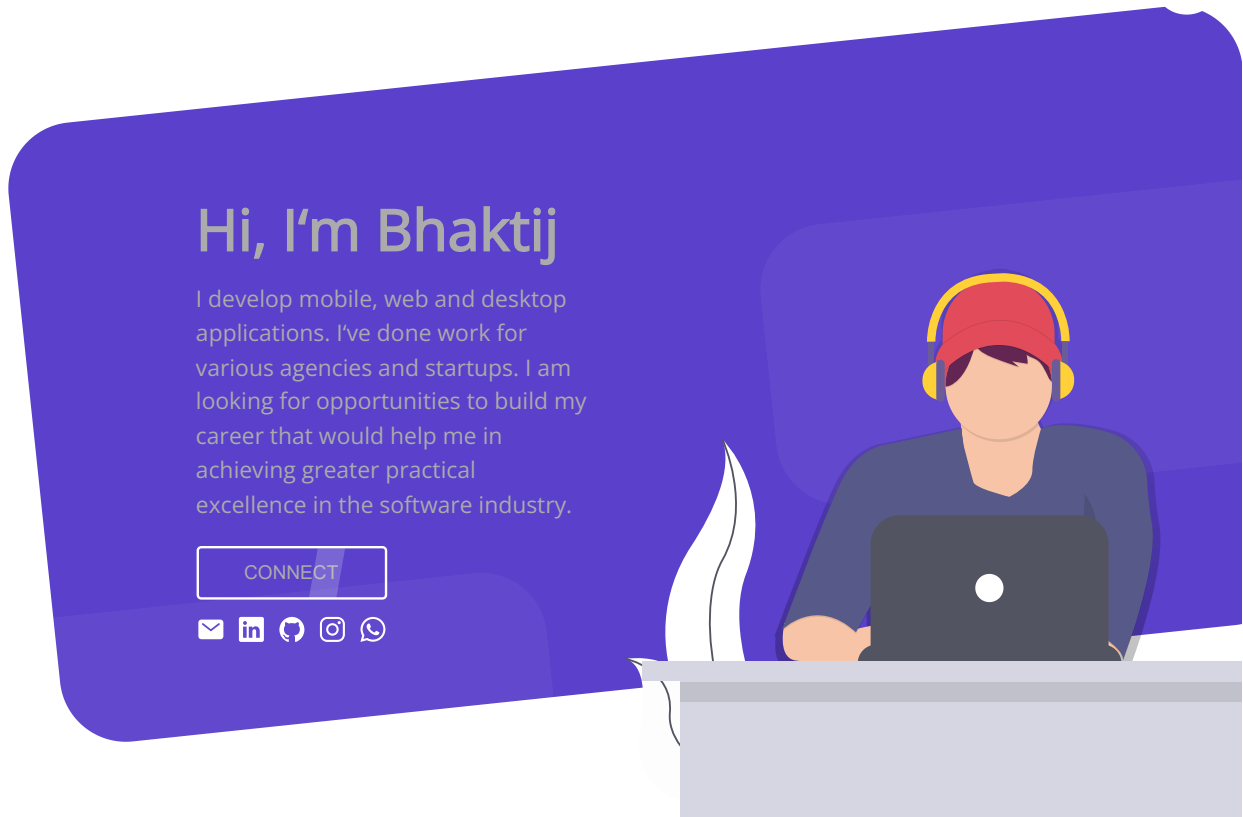 Hi, I‘m Bhaktij
I develop mobile, web and desktop
applications. I‘ve done work for
various agencies and startups. I am
looking for opportunities to build my
career that would help me in
achieving greater practical
excellence in the software industry.
CONNECT